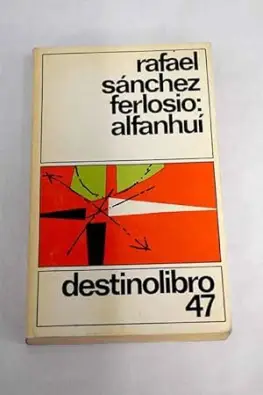 rafael
sánchez
ferlosio:
alfanhuí
destinolibro
47